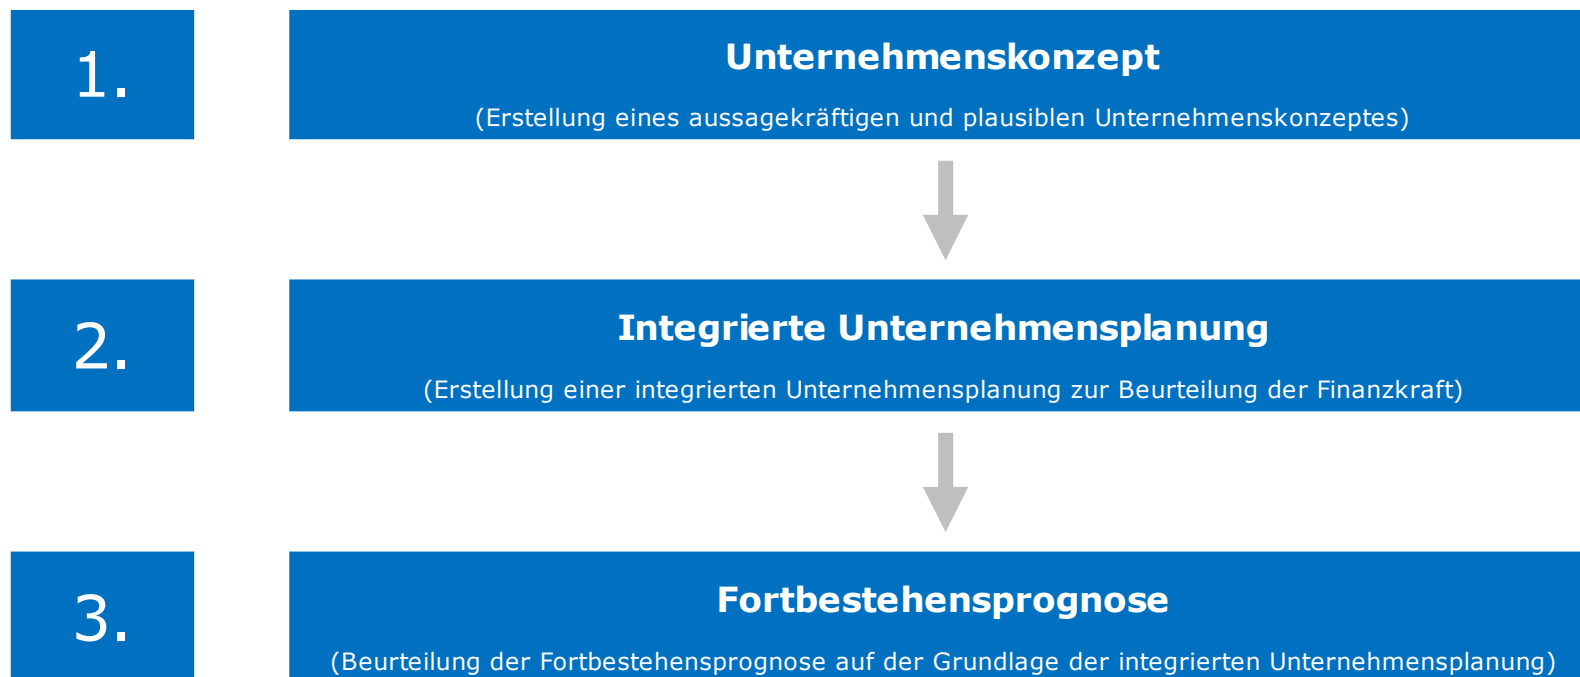 1.
Unternehmenskonzept
(Erstellung eines aussagekräftigen und plausiblen Unternehmenskonzeptes)
2.
Integrierte Unternehmensplanung
(Erstellung einer integrierten Unternehmensplanung zur Beurteilung der Finanzkraft)
3.
Fortbestehensprognose
(Beurteilung der Fortbestehensprognose auf der Grundlage der integrierten Unternehmensplanung)